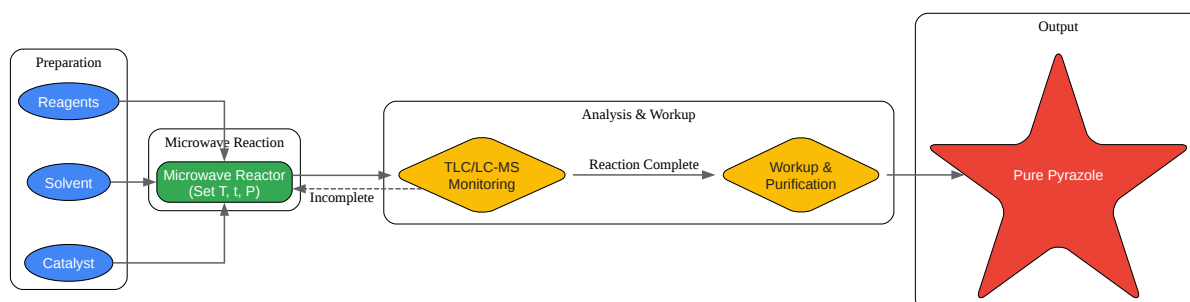 Preparation
Reagents
Solvent
Catalyst
Microwave Reaction
Microwave Reactor
(Set T, t, P)
Incomplete
Analysis & Workup
TLC/LC-MS
Monitoring
Reaction Complete
Workup &
Purification
Output
Pure Pyrazole